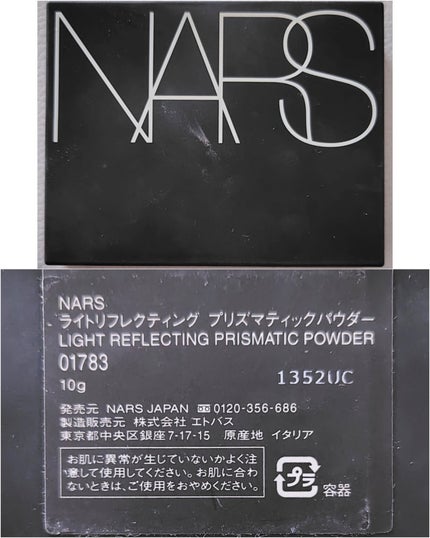 NARS
NARS
ライトリフレクティング プリズマティックパウダー
LIGHT REFLECTING PRISMATIC POWDER
01783
10g
1352UC
発売元 NARS JAPAN 0120-356-686
製造販売元 株式会社 エトバス
東京都中央区銀座7-17-15 原産地 イタリア
お肌に異常が生じていないかよく注
意して使用してください。お肌に合わ
ないときは、ご使用をおやめください。
プラ
容器